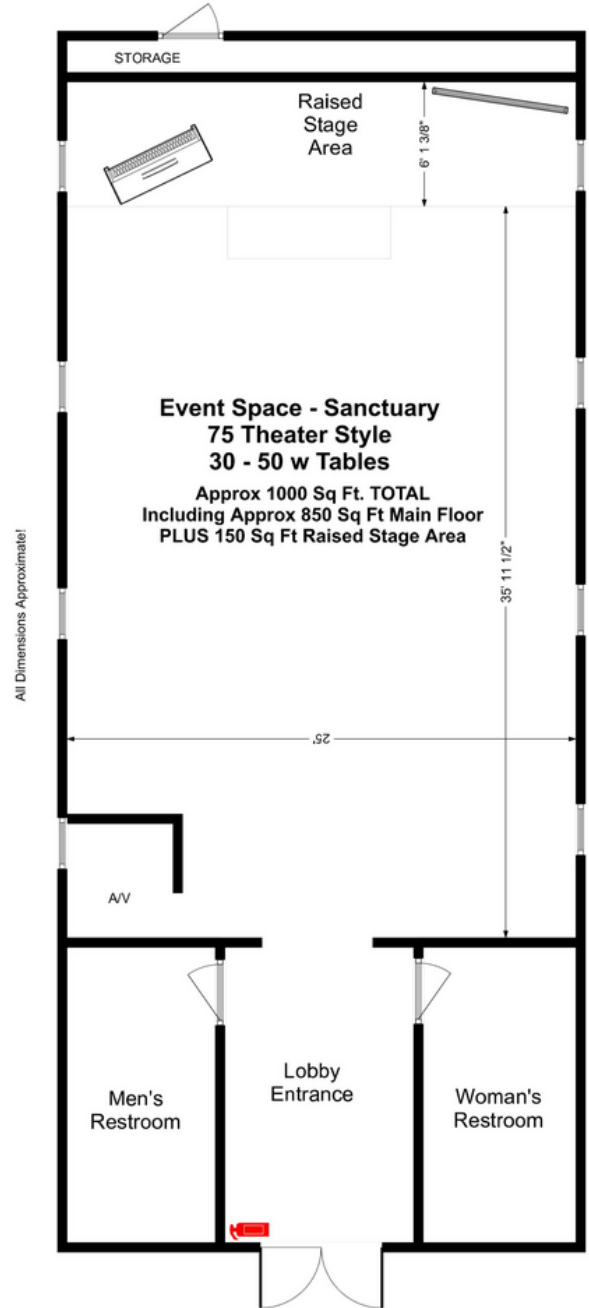 STORAGE
Raised
Stage
Area
6' 1 3/8"
Event Space - Sanctuary
75 Theater Style
30 - 50 w Tables
Approx 1000 Sq Ft. TOTAL
Including Approx 850 Sq Ft Main Floor
PLUS 150 Sq Ft Raised Stage Area
All Dimensions Approximate!
35' 11 1/2"
25'
A/V
Men's
Restroom
Lobby
Entrance
Woman's
Restroom